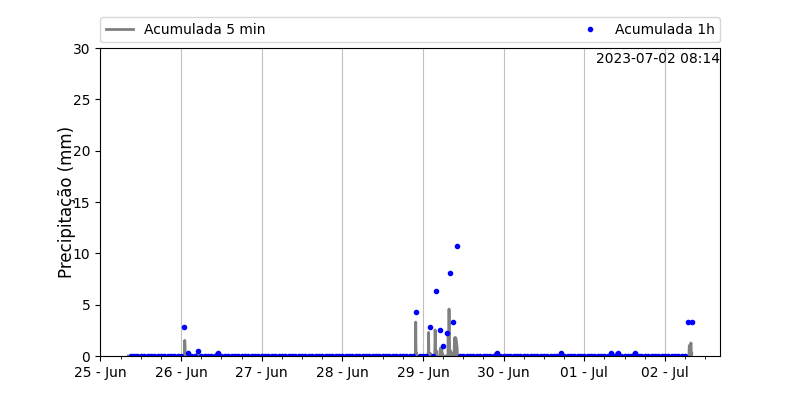 Acumulada 5 min
Acumulada 1h
2023-07-02 08:14
Precipitação (mm)
30
25
20
15
10
5
0
25 - Jun
26 - Jun
27 - Jun
28 - Jun
29 - Jun
30 - Jun
01 - Jul
02 - Jul